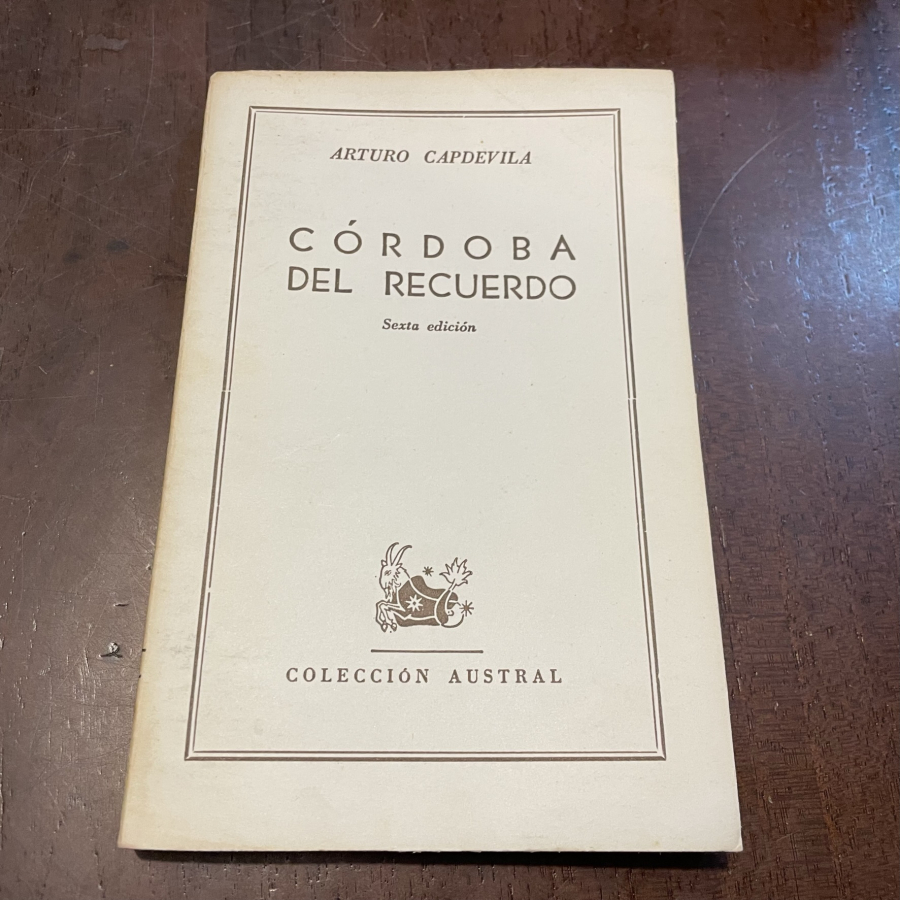 ARTURO CAPDEVILA
CÓRDOBA
DEL RECUERDO
Sexta edición
COLECCIÓN AUSTRAL